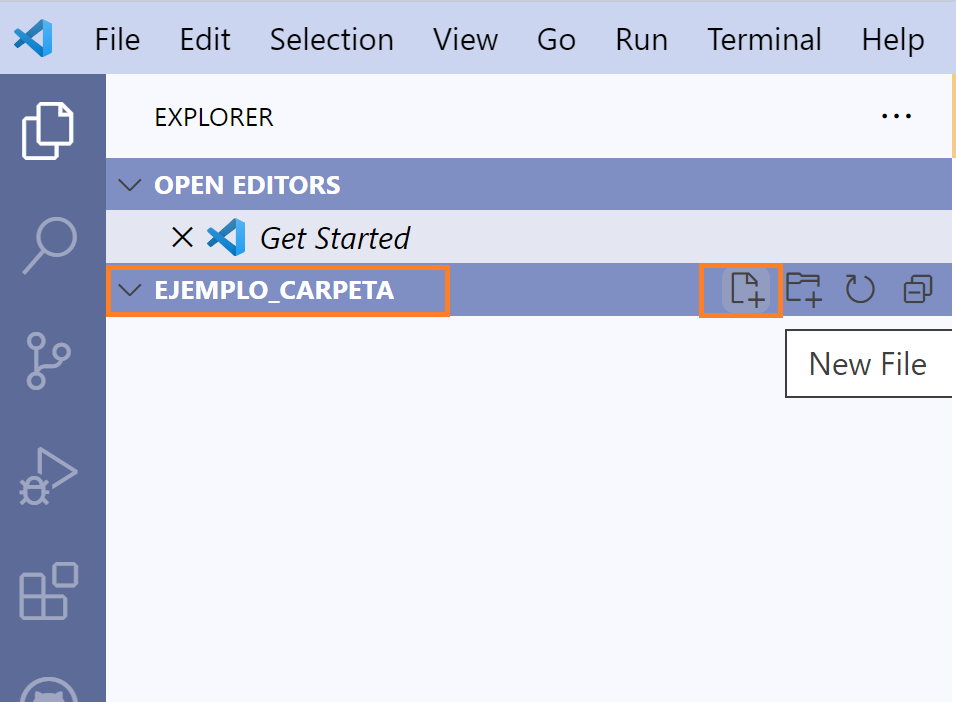 File Edit Selection View Go Run Terminal Help
EXPLORER
OPEN EDITORS
Get Started
EJEMPLO_CARPETA
New File